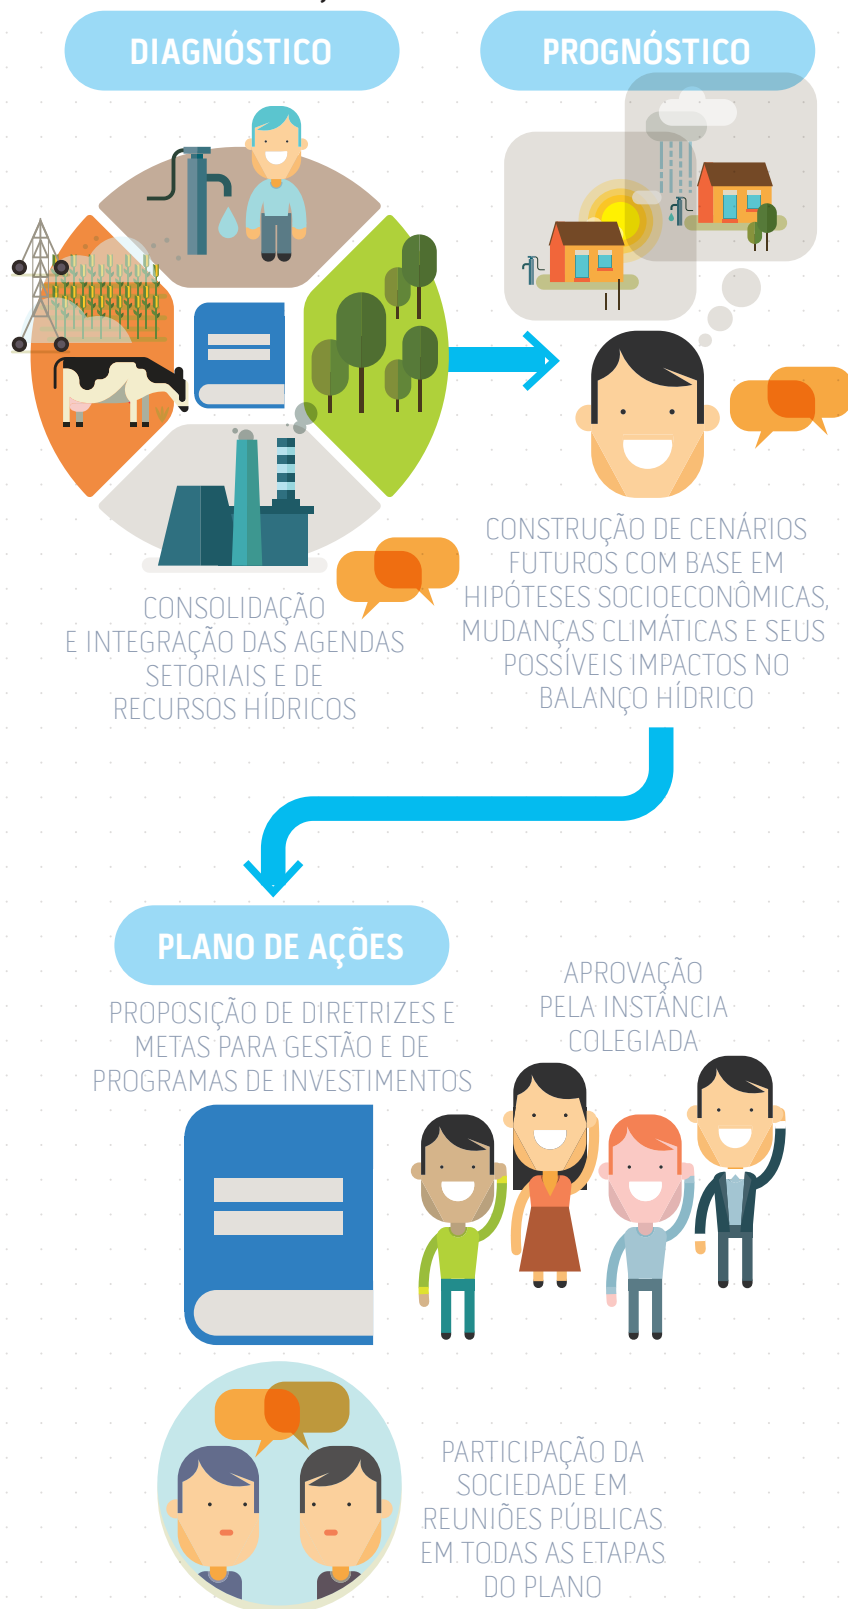 DIAGNÓSTICO
CONSOLIDAÇÃO
E INTEGRAÇÃO DAS AGENDAS
SETORIAIS E DE
RECURSOS HÍDRICOS
PROGNÓSTICO
CONSTRUÇÃO DE CENÁRIOS
FUTUROS COM BASE EM
HIPÓTESES SOCIOECONÔMICAS,
MUDANÇAS CLIMÁTICAS E SEUS
POSSÍVEIS IMPACTOS NO
BALANÇO HÍDRICO
PLANO DE AÇÕES
PROPOSIÇÃO DE DIRETRIZES E
METAS PARA GESTÃO E DE
PROGRAMAS DE INVESTIMENTOS
APROVAÇÃO
PELA INSTÂNCIA
COLEGIADA
PARTICIPAÇÃO DA
SOCIEDADE EM
REUNIÕES PÚBLICAS
EM TODAS AS ETAPAS
DO PLANO